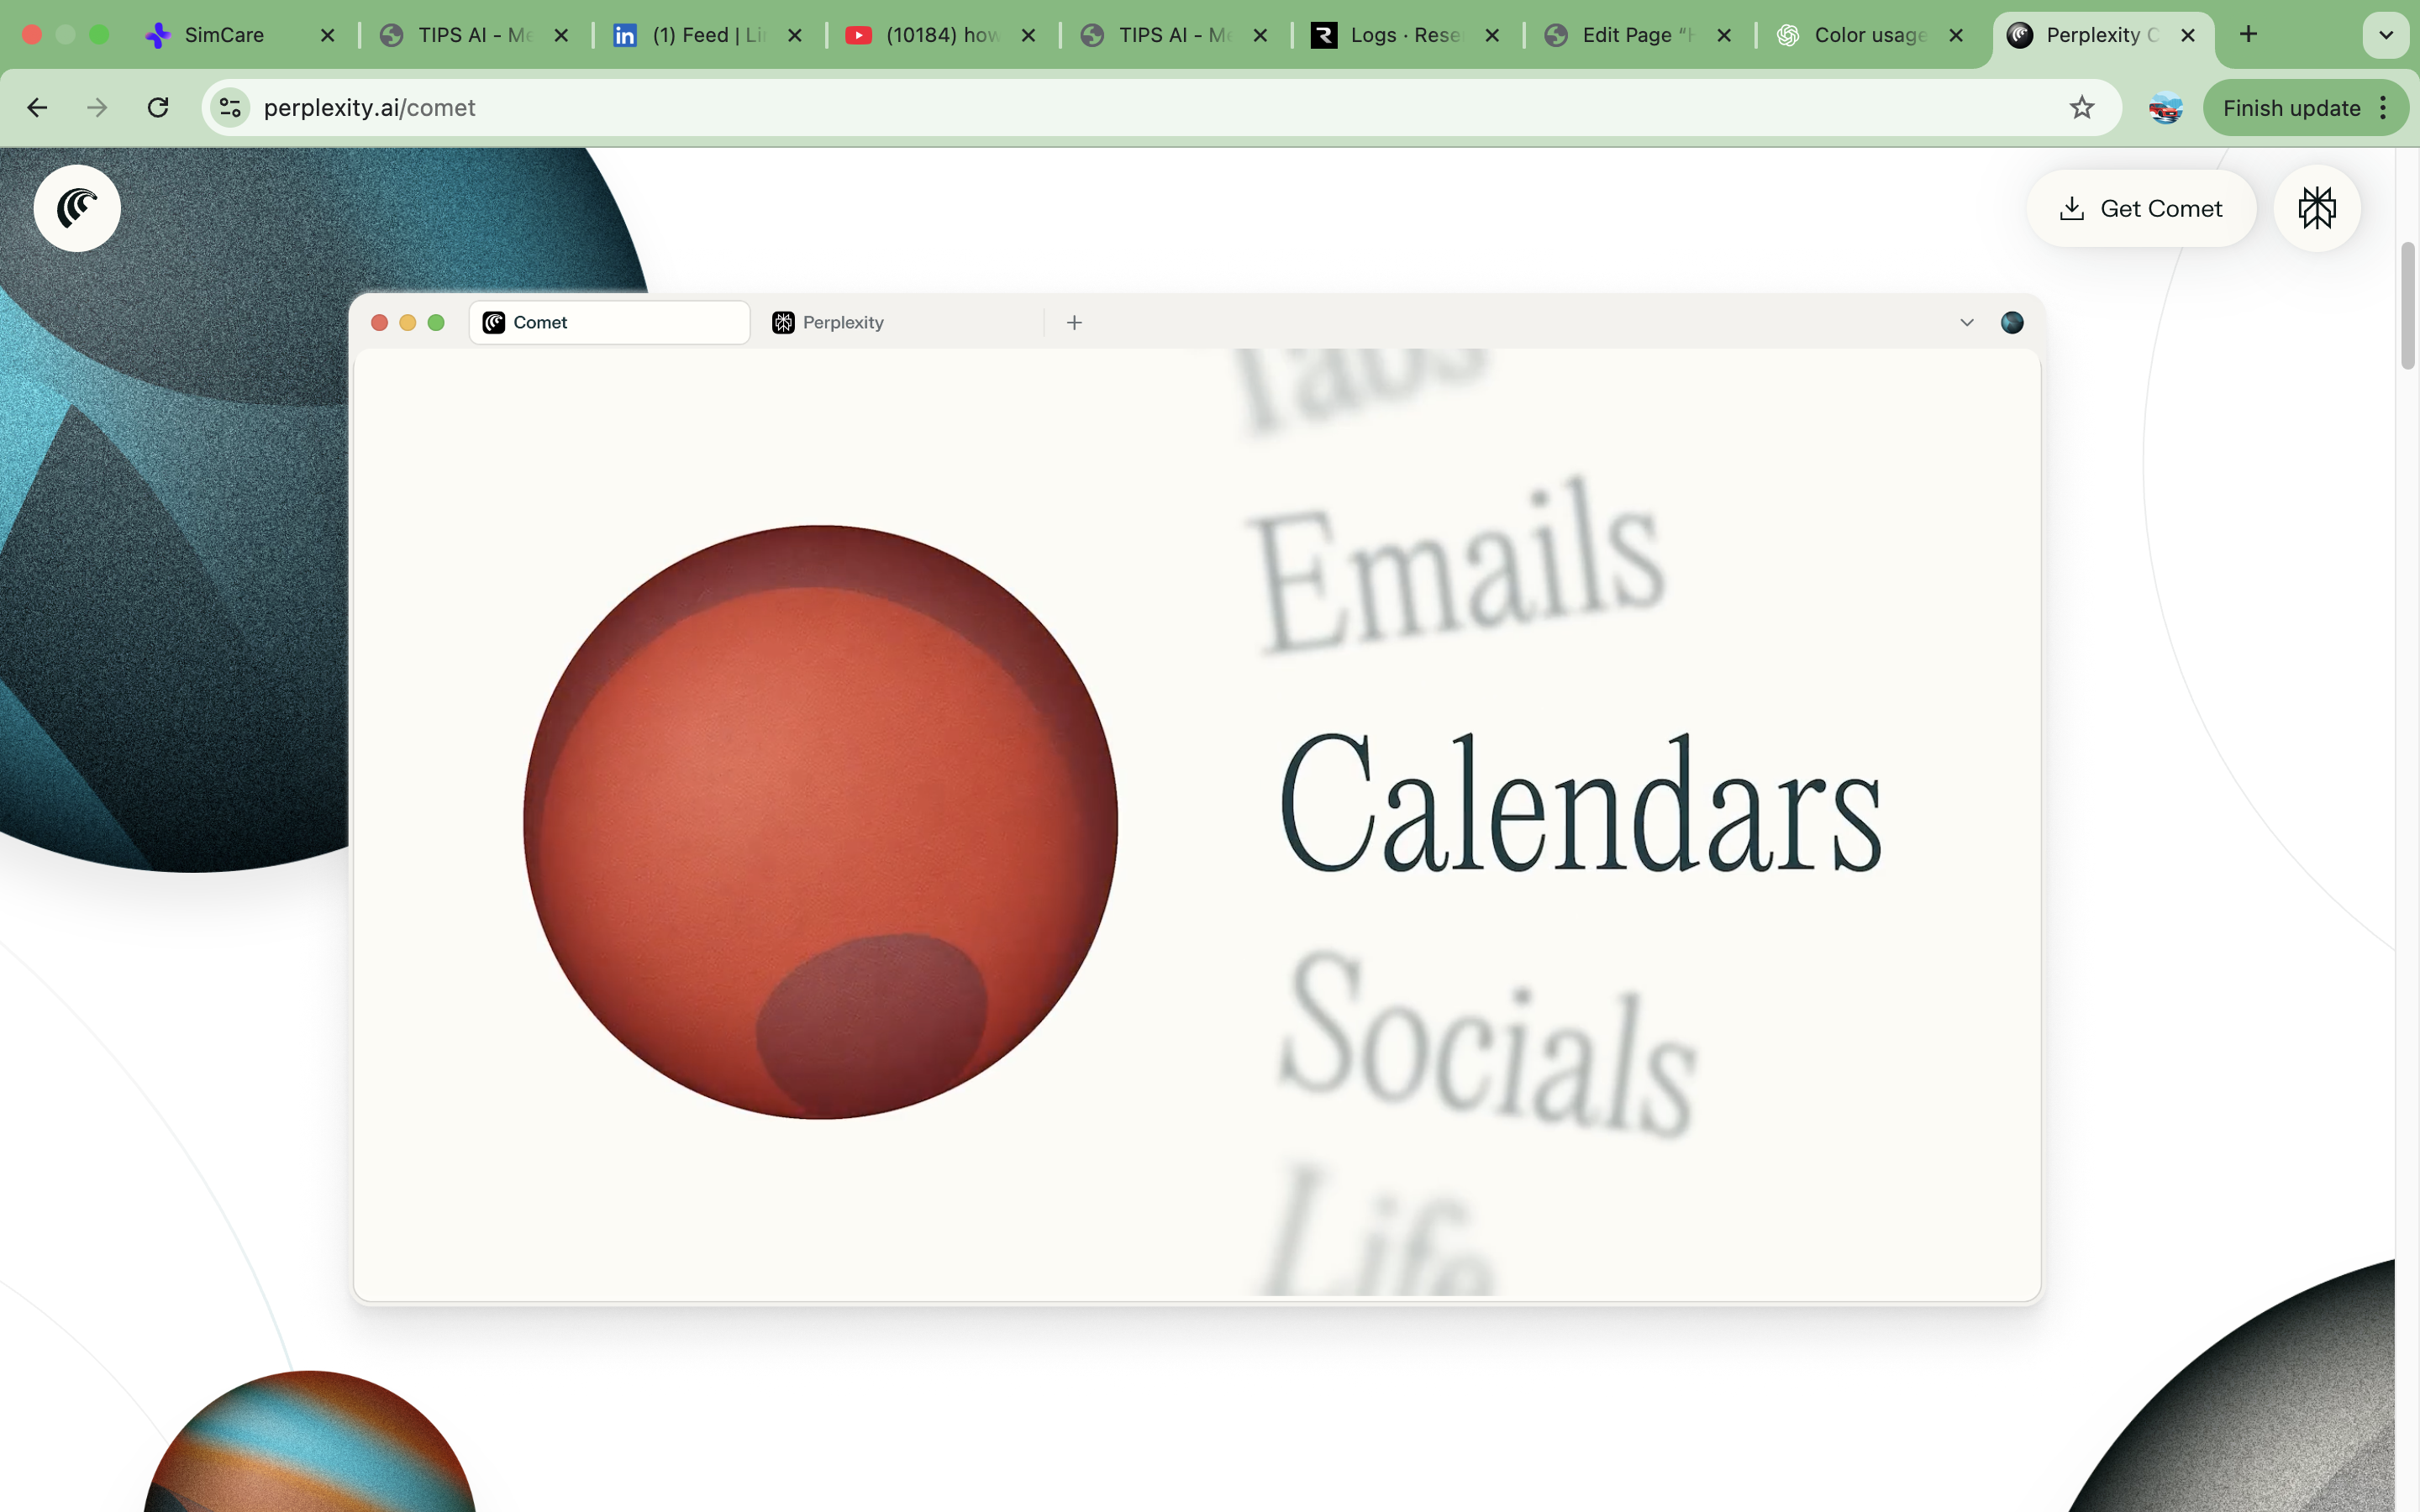 SimCare
TIPS AI - Me
(1) Feed | Li
(10184) how
TIPS AI - Me
Logs · Rese
Edit Page “H
Color usage
Perplexity C
perplexity.ai/comet
Finish update
Get Comet
Comet
Perplexity
Tabs
Emails
Calendars
Socials
Life